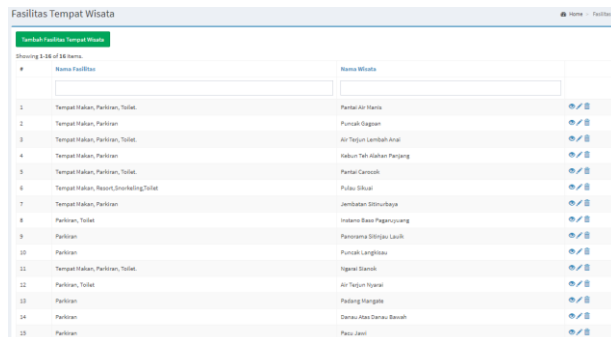 Fasilitas Tempat Wisata
Home > Fasilitas
Tambah Fasilitas Tempat Wisata
Showing 1-16 of 16 items.
# Nama Fasilitas Nama Wisata
1 Tempat Makan, Parkiran, Toilet. Pantai Air Manis
2 Tempat Makan, Parkiran Puncak Gagoan
3 Tempat Makan, Parkiran, Toilet. Air Terjun Lembah Anai
4 Tempat Makan, Parkiran Kebun Teh Alahan Panjang
5 Tempat Makan, Parkiran, Toilet. Pantai Carocok
6 Tempat Makan, Resort,Snorkeling,Toilet Pulau Sikuai
7 Tempat Makan, Parkiran Jembatan Sitinurbaya
8 Parkiran, Toilet Instano Baso Pagaruyuang
9 Parkiran Panorama Sitinjau Lauik
10 Parkiran Puncak Langkisau
11 Tempat Makan, Parkiran, Toilet. Ngarai Sianok
12 Parkiran, Toilet Air Terjun Nyarai
13 Parkiran Padang Mangate
14 Parkiran Danau Atas Danau Bawah
15 Parkiran Pacu Jawi